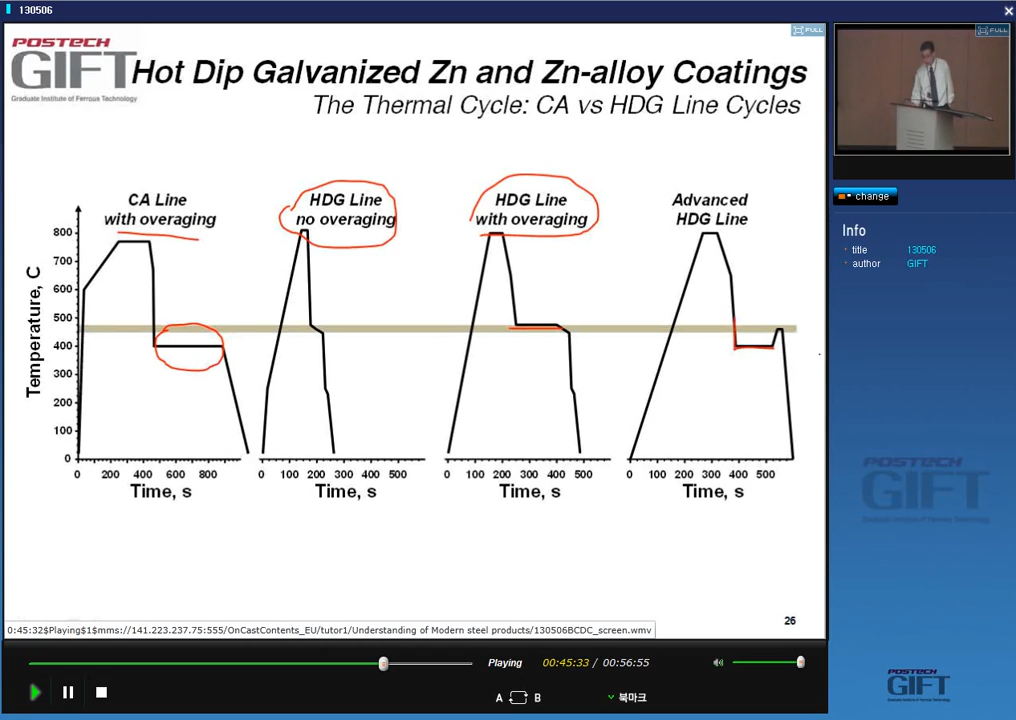 130506
POSTECH
GIFT
Graduate Institute of Ferrous Technology
FULL
Hot Dip Galvanized Zn and Zn-alloy Coatings
The Thermal Cycle: CA vs HDG Line Cycles
CA Line
with overaging
HDG Line
no overaging
HDG Line
with overaging
Advanced
HDG Line
Temperature, C
800
700
600
500
400
300
200
100
0
0 200 400 600 800
Time, s
0 100 200 300 400 500
Time, s
0 100 200 300 400 500
Time, s
0 100 200 300 400 500
Time, s
26
0:45:32$Playing$1$mms://141.223.237.75:555/OnCastContents_EU/tutor1/Understanding of Modern steel products/130506BCDC_screen.wmv
Playing 00:45:33 / 00:56:55
A B 북마크
FULL
change
Info
title 130506
author GIFT
POSTECH
GIFT
POSTECH
GIFT